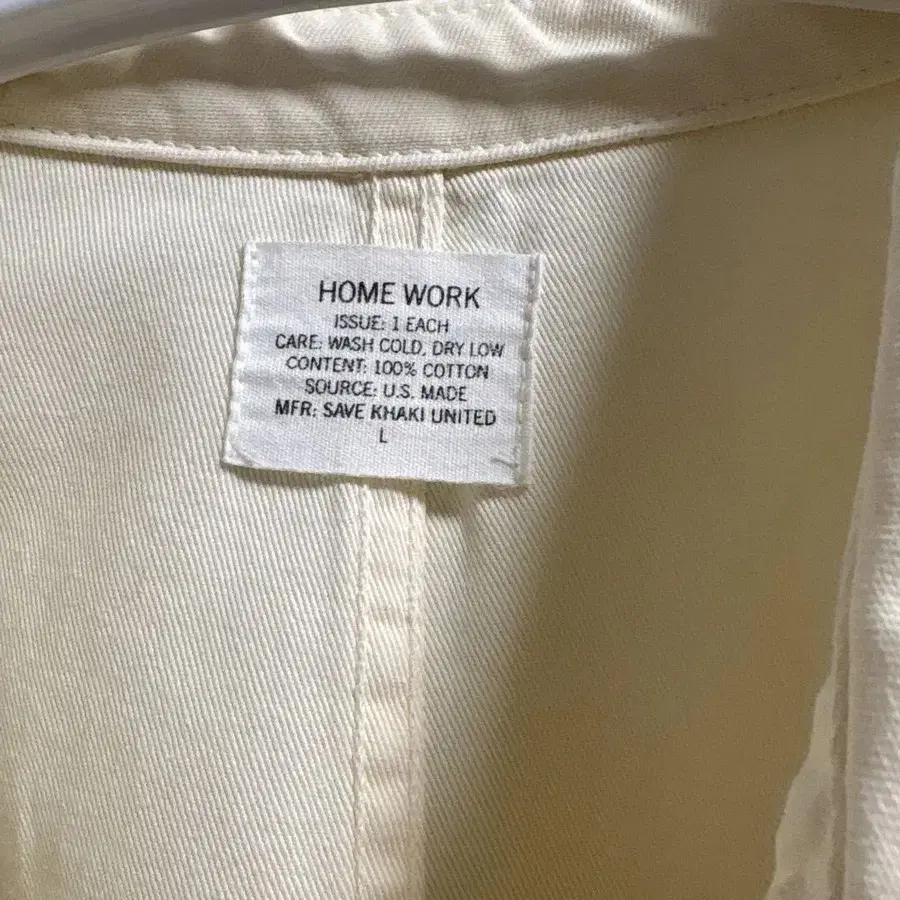 HOME WORK
ISSUE: 1 EACH
CARE: WASH COLD, DRY LOW
CONTENT: 100% COTTON
SOURCE: U.S. MADE
MFR: SAVE KHAKI UNITED
L